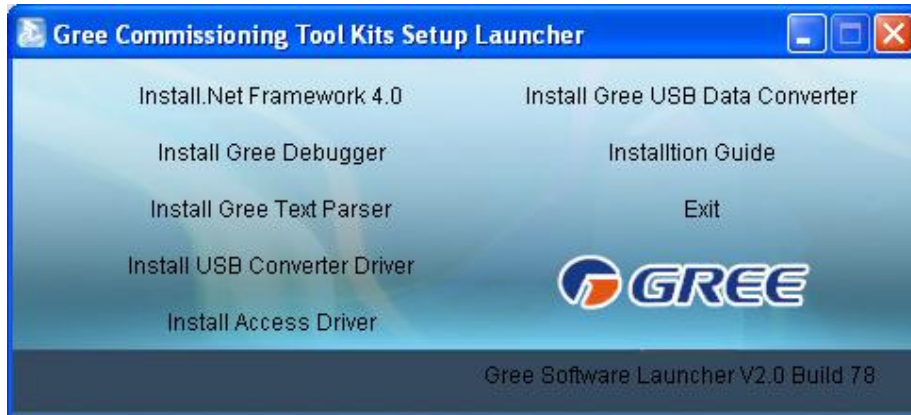 Gree Commissioning Tool Kits Setup Launcher
Install.Net Framework 4.0
Install Gree USB Data Converter
Install Gree Debugger
Installtion Guide
Install Gree Text Parser
Exit
Install USB Converter Driver
GREE
Install Access Driver
Gree Software Launcher V2.0 Build 78